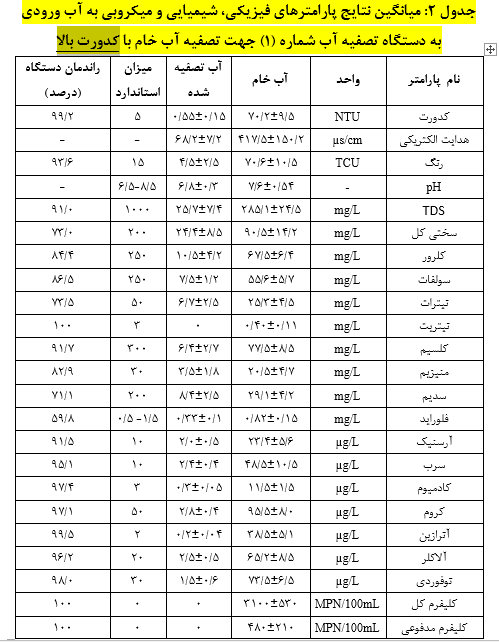 جدول ۲: میانگین نتایج پارامترهای فیزیکی، شیمیایی و میکروبی به آب ورودی
به دستگاه تصفیه آب شماره (۱) جهت تصفیه آب خام با کدورت بالا
نام پارامتر واحد آب خام آب تصفیه شده میزان استاندارد راندمان دستگاه (درصد)
کدورت NTU ۷۰/۲±۹/۵ ۰/۵۵±۰/۱۵ ۵ ۹۹/۲
هدایت الکتریکی µs/cm ۴۱۷/۵±۱۵۰/۲ ۶۸/۲±۷/۲ - -
رنگ TCU ۷۰/۶±۱۰/۵ ۴/۵±۲/۵ ۱۵ ۹۳/۶
pH - ۷/۶±۰/۵۴ ۶/۸±۰/۳ ۶/۵-۸/۵ -
TDS mg/L ۲۸۵/۱±۲۴/۵ ۲۵/۷±۷/۴ ۱۰۰۰ ۹۱/۰
سختی کل mg/L ۹۰/۵±۱۴/۲ ۲۴/۴±۸/۵ ۲۰۰ ۷۳/۰
کلرور mg/L ۶۷/۵±۶/۴ ۱۰/۵±۴/۲ ۲۵۰ ۸۴/۴
سولفات mg/L ۵۵/۶±۵/۷ ۷/۵±۱/۲ ۲۵۰ ۸۶/۵
نیترات mg/L ۲۵/۳±۴/۵ ۶/۷±۲/۵ ۵۰ ۷۳/۵
نیتریت mg/L ۰/۴۰±۰/۱۱ ۰ ۳ ۱۰۰
کلسیم mg/L ۷۷/۵±۸/۵ ۶/۴±۲/۷ ۳۰۰ ۹۱/۷
منیزیم mg/L ۲۰/۵±۴/۷ ۳/۵±۱/۸ ۳۰ ۸۲/۹
سدیم mg/L ۲۹/۱±۴/۲ ۸/۴±۲/۵ ۲۰۰ ۷۱/۱
فلوراید mg/L ۰/۸۲±۰/۱۵ ۰/۳۳±۰/۱ ۰/۵-۱/۵ ۵۹/۸
آرسنیک µg/L ۲۳/۴±۵/۶ ۲/۰±۰/۵ ۱۰ ۹۱/۵
سرب µg/L ۴۸/۵±۱۰/۵ ۲/۴±۰/۴ ۱۰ ۹۵/۱
کادمیوم µg/L ۱۱/۵±۱/۵ ۰/۳±۰/۰۵ ۳ ۹۷/۴
کروم µg/L ۹۵/۵±۸/۰ ۲/۸±۰/۴ ۵۰ ۹۷/۱
آترازین µg/L ۳۸/۵±۵/۱ ۰/۲±۰/۰۴ ۲ ۹۹/۵
آلاکلر µg/L ۶۵/۲±۸/۵ ۲/۵±۰/۵ ۲۰ ۹۶/۲
توفوردی µg/L ۷۳/۵±۶/۵ ۱/۵±۰/۶ ۳۰ ۹۸/۰
کلیفرم کل MPN/100mL ۳۱۰۰±۵۳۰ ۰ ۰ ۱۰۰
کلیفرم مدفوعی MPN/100mL ۴۸۰±۲۱۰ ۰ ۰ ۱۰۰